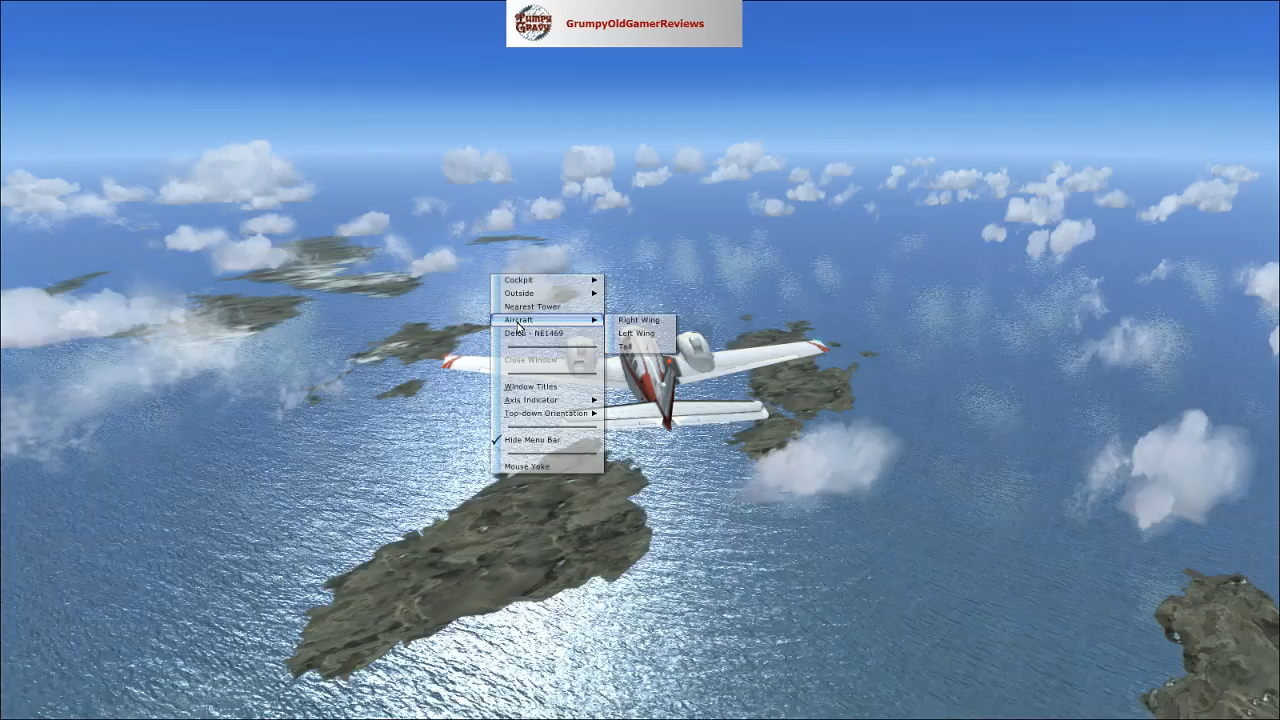 GrumpyOldGamerReviews
Cockpit
Outside
Nearest Tower
Aircraft
Right Wing
Left Wing
NE1469
Close Window
Window Titles
Axis Indicator
Top-down Orientation
Hide Menu Bar
Mouse Yoke